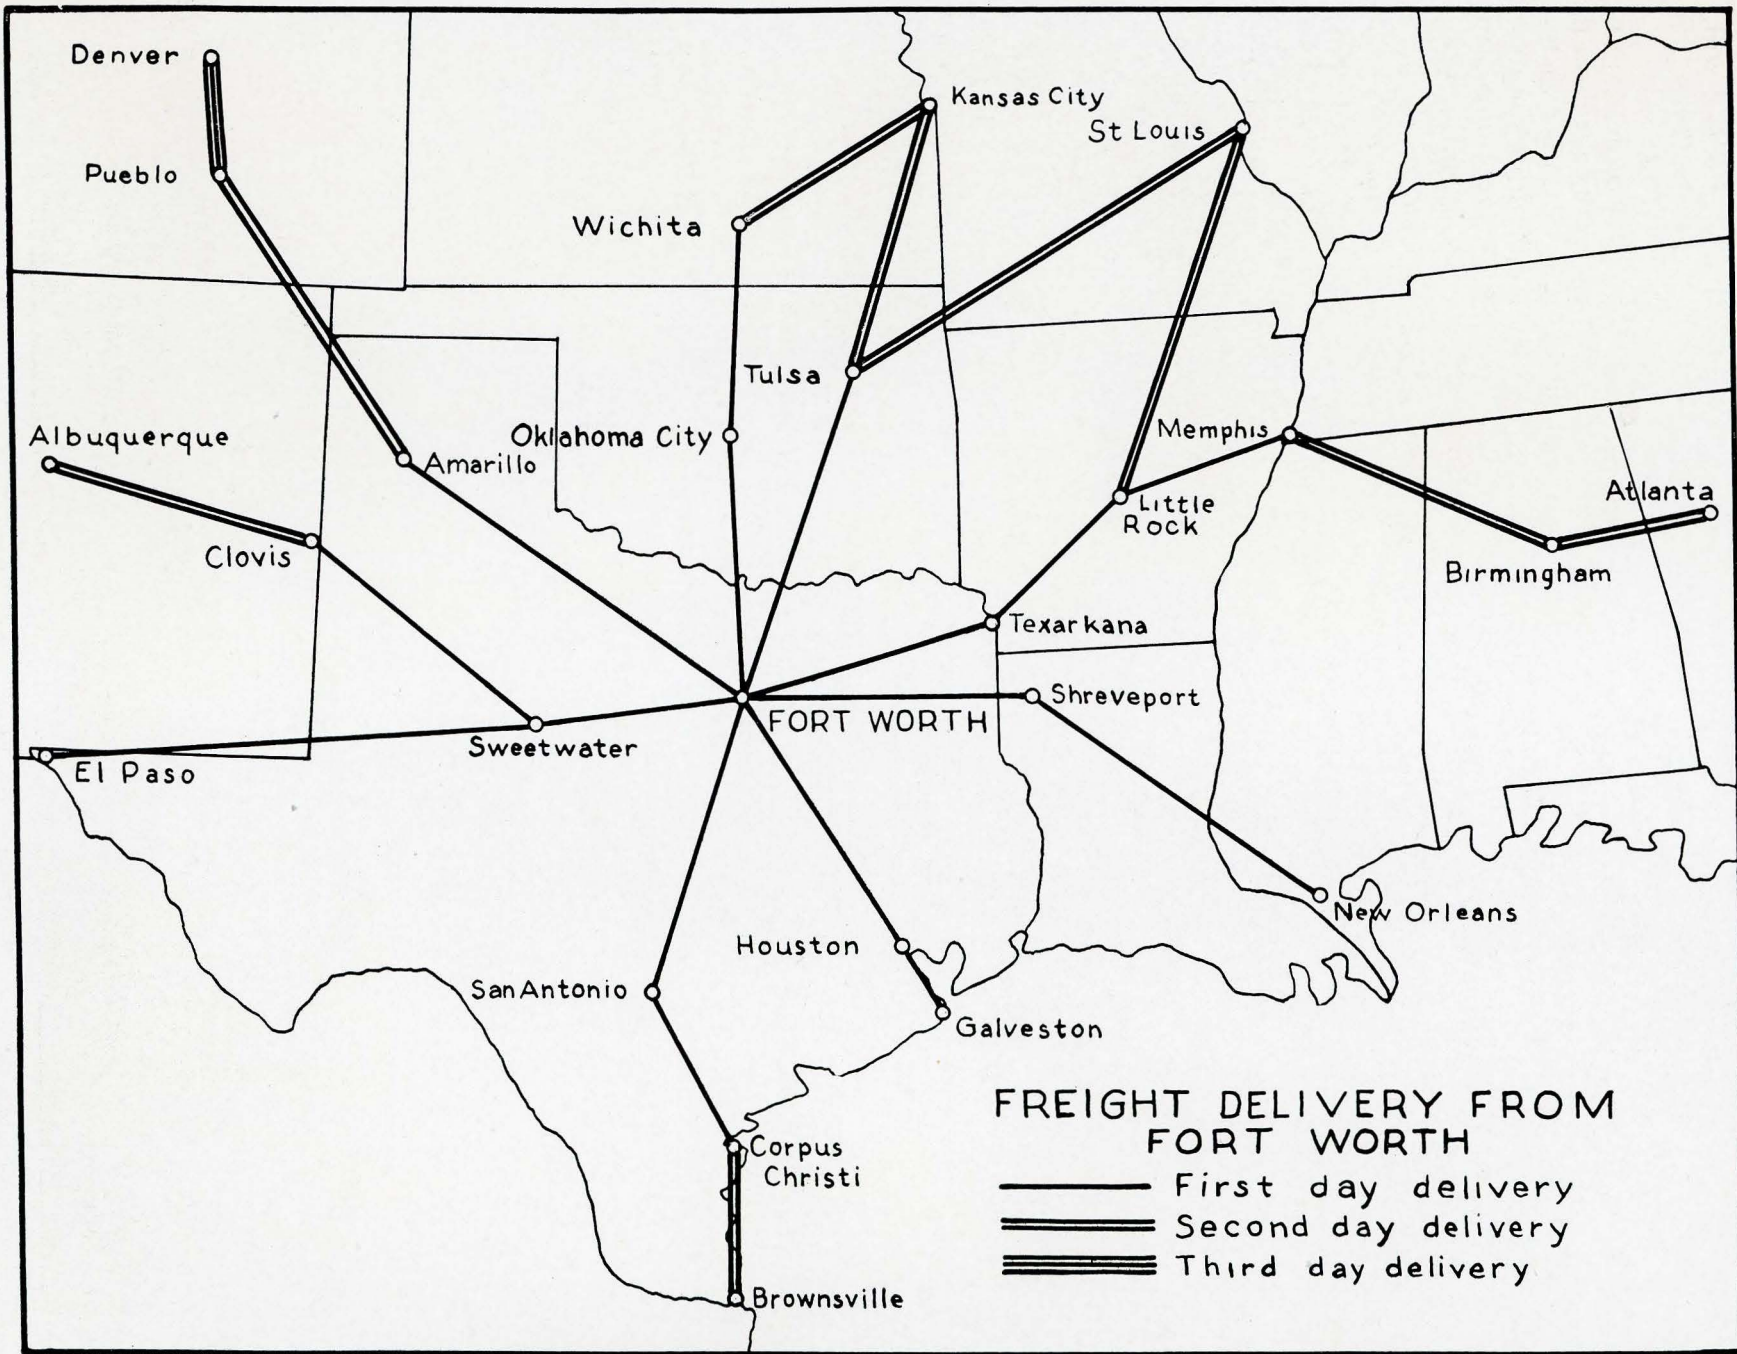 Denver
Kansas City
St Louis
Pueblo
Wichita
Tulsa
Albuquerque
Oklahoma City
Memphis
Amarillo
Atlanta
Little
Rock
Clovis
Birmingham
Texarkana
Shreveport
FORT WORTH
Sweetwater
El Paso
New Orleans
Houston
San Antonio
Galveston
Corpus
Christi
Brownsville
FREIGHT DELIVERY FROM
FORT WORTH
First day delivery
Second day delivery
Third day delivery